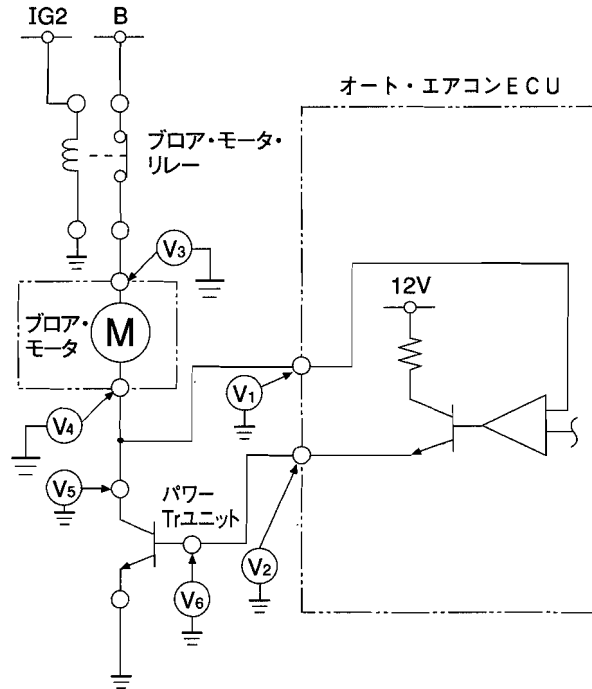 IG2 B
オート・エアコンECU
ブロア・モータ・
リレー
V3
12V
ブロア・
モータ
M
V1
V4
V5
パワー
Trユニット
V2
V6